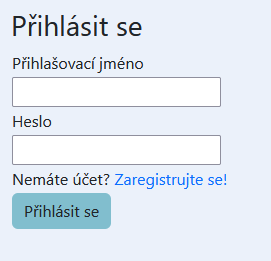 Přihlásit se
Přihlašovací jméno
Heslo
Nemáte účet? Zaregistrujte se!
Přihlásit se